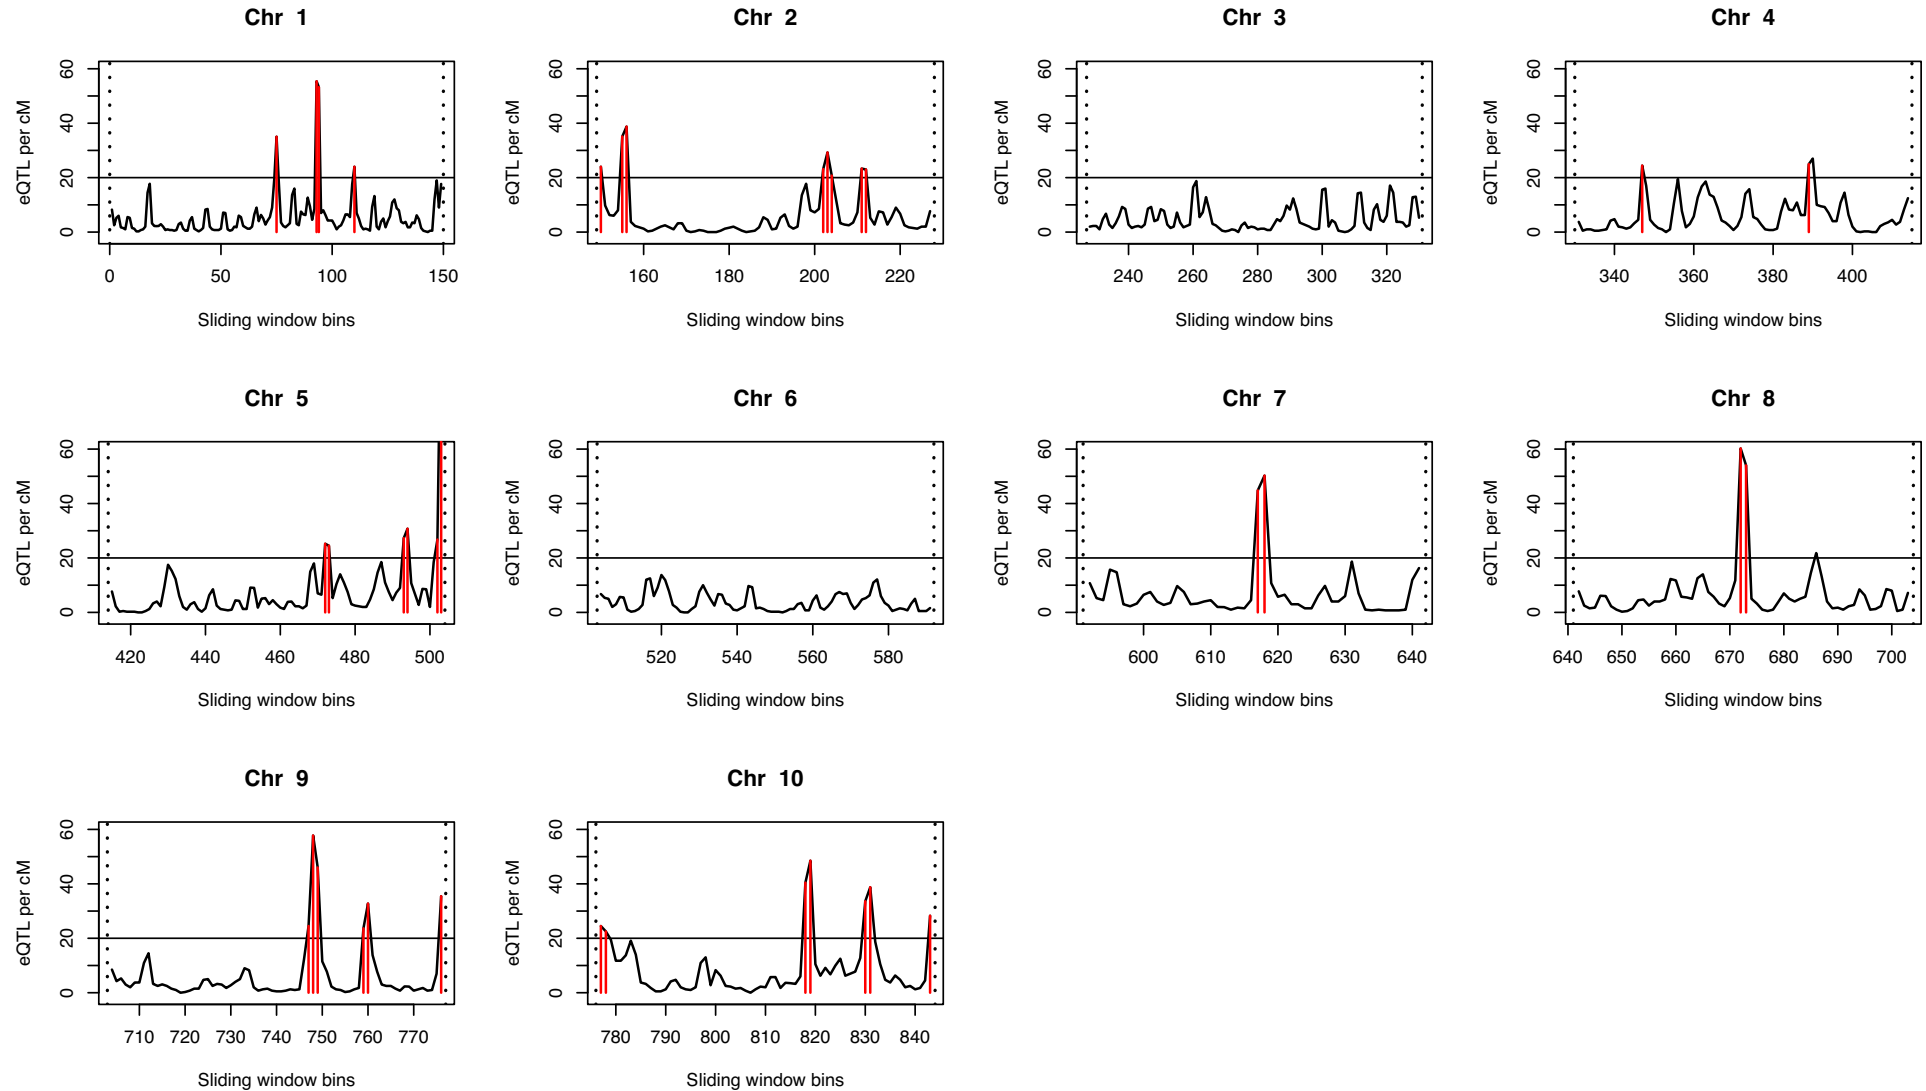 Chr 1
eQTL per cM
0 20 40 60
0 50 100 150
Sliding window bins
Chr 2
eQTL per cM
0 20 40 60
160 180 200 220
Sliding window bins
Chr 3
eQTL per cM
0 20 40 60
240 260 280 300 320
Sliding window bins
Chr 4
eQTL per cM
0 20 40 60
340 360 380 400
Sliding window bins
Chr 5
eQTL per cM
0 20 40 60
420 440 460 480 500
Sliding window bins
Chr 6
eQTL per cM
0 20 40 60
520 540 560 580
Sliding window bins
Chr 7
eQTL per cM
0 20 40 60
600 610 620 630 640
Sliding window bins
Chr 8
eQTL per cM
0 20 40 60
640 650 660 670 680 690 700
Sliding window bins
Chr 9
eQTL per cM
0 20 40 60
710 720 730 740 750 760 770
Sliding window bins
Chr 10
eQTL per cM
0 20 40 60
780 790 800 810 820 830 840
Sliding window bins